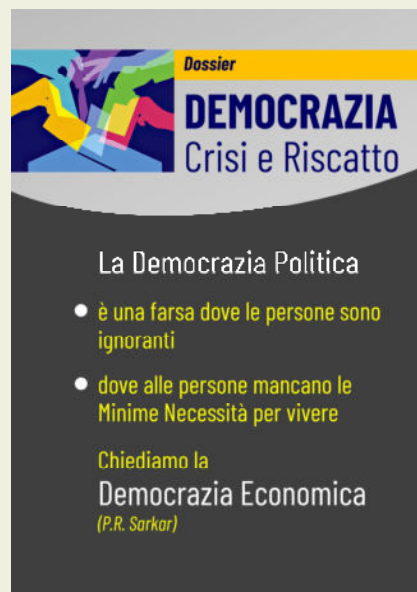 Dossier
DEMOCRAZIA
Crisi e Riscatto
La Democrazia Politica
è una farsa dove le persone sono
ignoranti
dove alle persone mancano le
Minime Necessità per vivere
Chiediamo la
Democrazia Economica
(P.R. Sarkar)